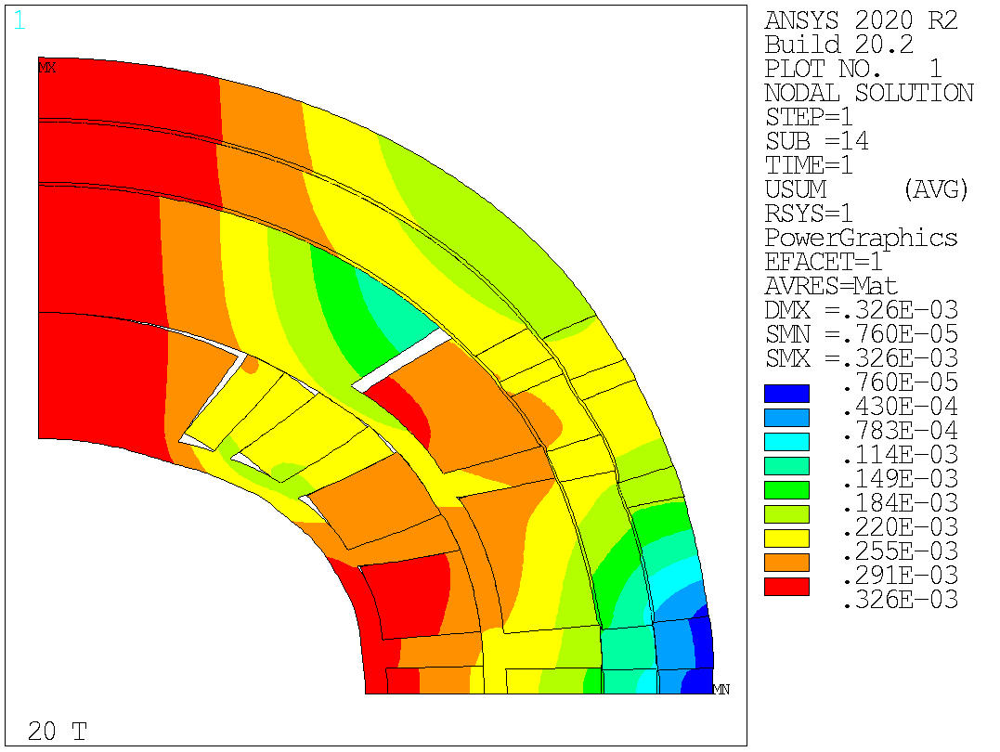 1
MX
ANSYS 2020 R2
Build 20.2
PLOT NO.   1
NODAL SOLUTION
STEP=1
SUB =14
TIME=1
USUM     (AVG)
RSYS=1
PowerGraphics
EFACET=1
AVRES=Mat
DMX =.326E-03
SMN =.760E-05
SMX =.326E-03
.760E-05
.430E-04
.783E-04
.114E-03
.149E-03
.184E-03
.220E-03
.255E-03
.291E-03
.326E-03
MN
20 T